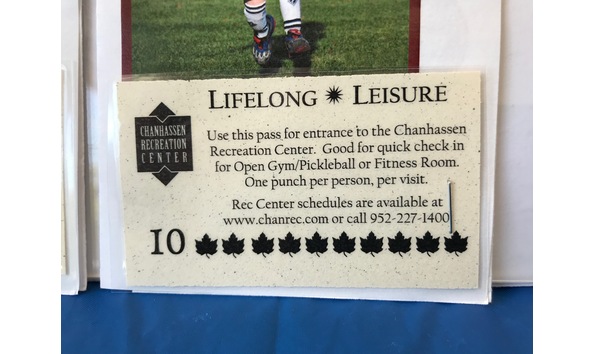 LIFELONG ✷ LEISURE
CHANHASSEN
RECREATION
CENTER
Use this pass for entrance to the Chanhassen
Recreation Center. Good for quick check in
for Open Gym/Pickleball or Fitness Room.
One punch per person, per visit.
Rec Center schedules are available at
www.chanrec.com or call 952-227-1400
10